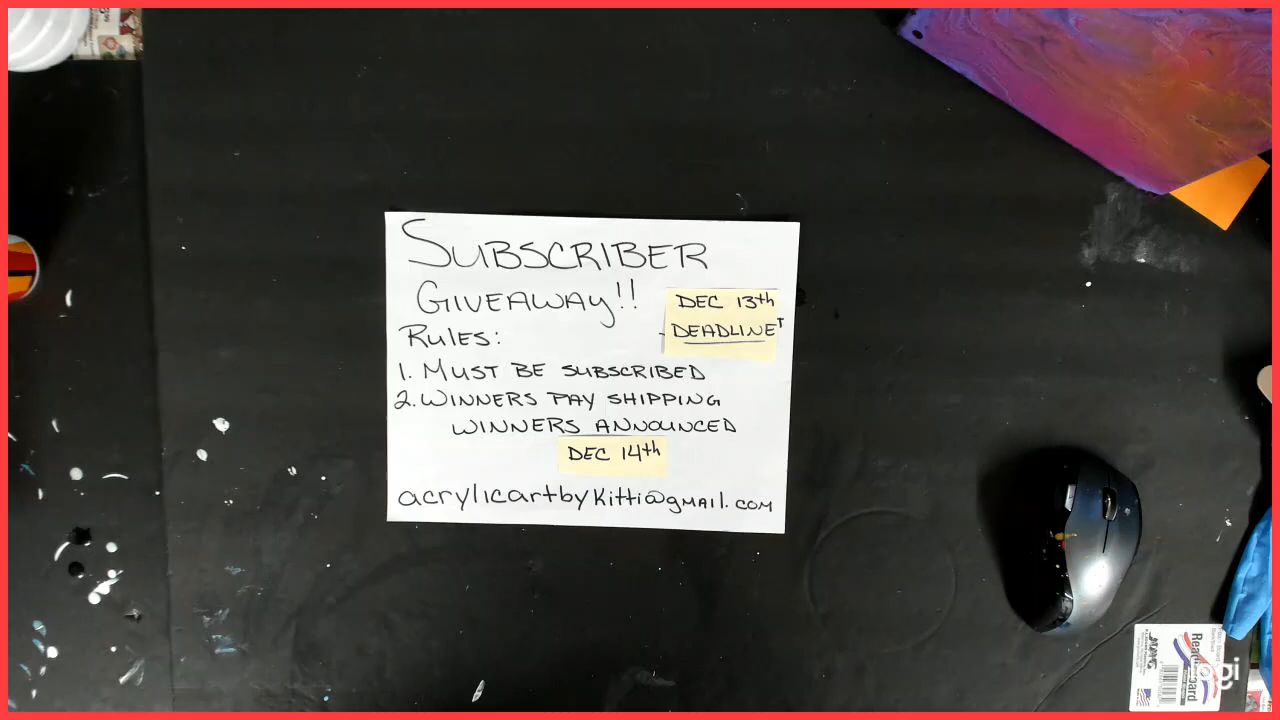 SUBSCRIBER
GIVEAWAY!!
DEC 13th
DEADLINE
RULES:
1. MUST BE SUBSCRIBED
2. WINNERS PAY SHIPPING
WINNERS ANNOUNCED
DEC 14th
acrylicartbykitti@gmail.com
logi